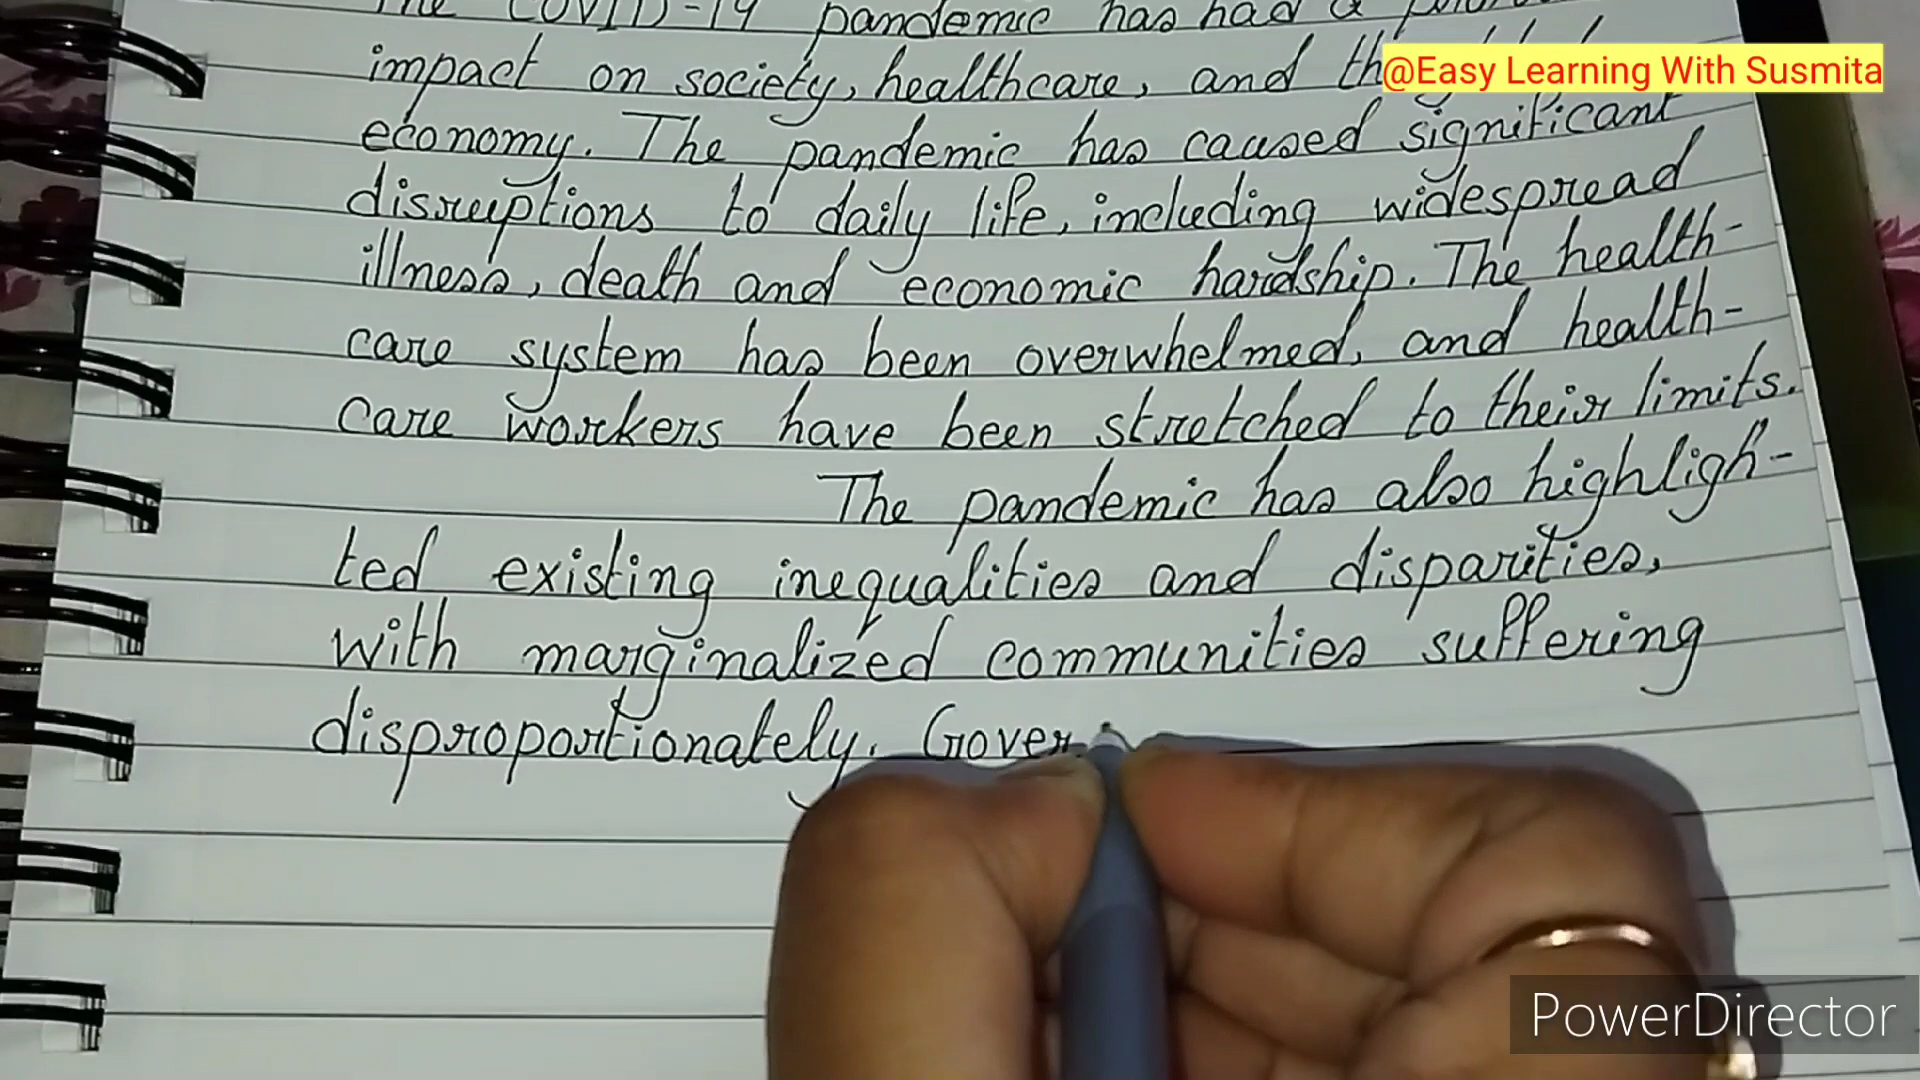 The COVID-19 pandemic has had a
impact on society, healthcare, and
@Easy Learning With Susmita
economy. The pandemic has caused significant
disruptions to daily life, including widespread
illness, death and economic hardship. The health-
care system has been overwhelmed, and health-
care workers have been stretched to their limits.
The pandemic has also highligh-
ted existing inequalities and disparities,
with marginalized communities suffering
disproportionately. Gover
PowerDirector